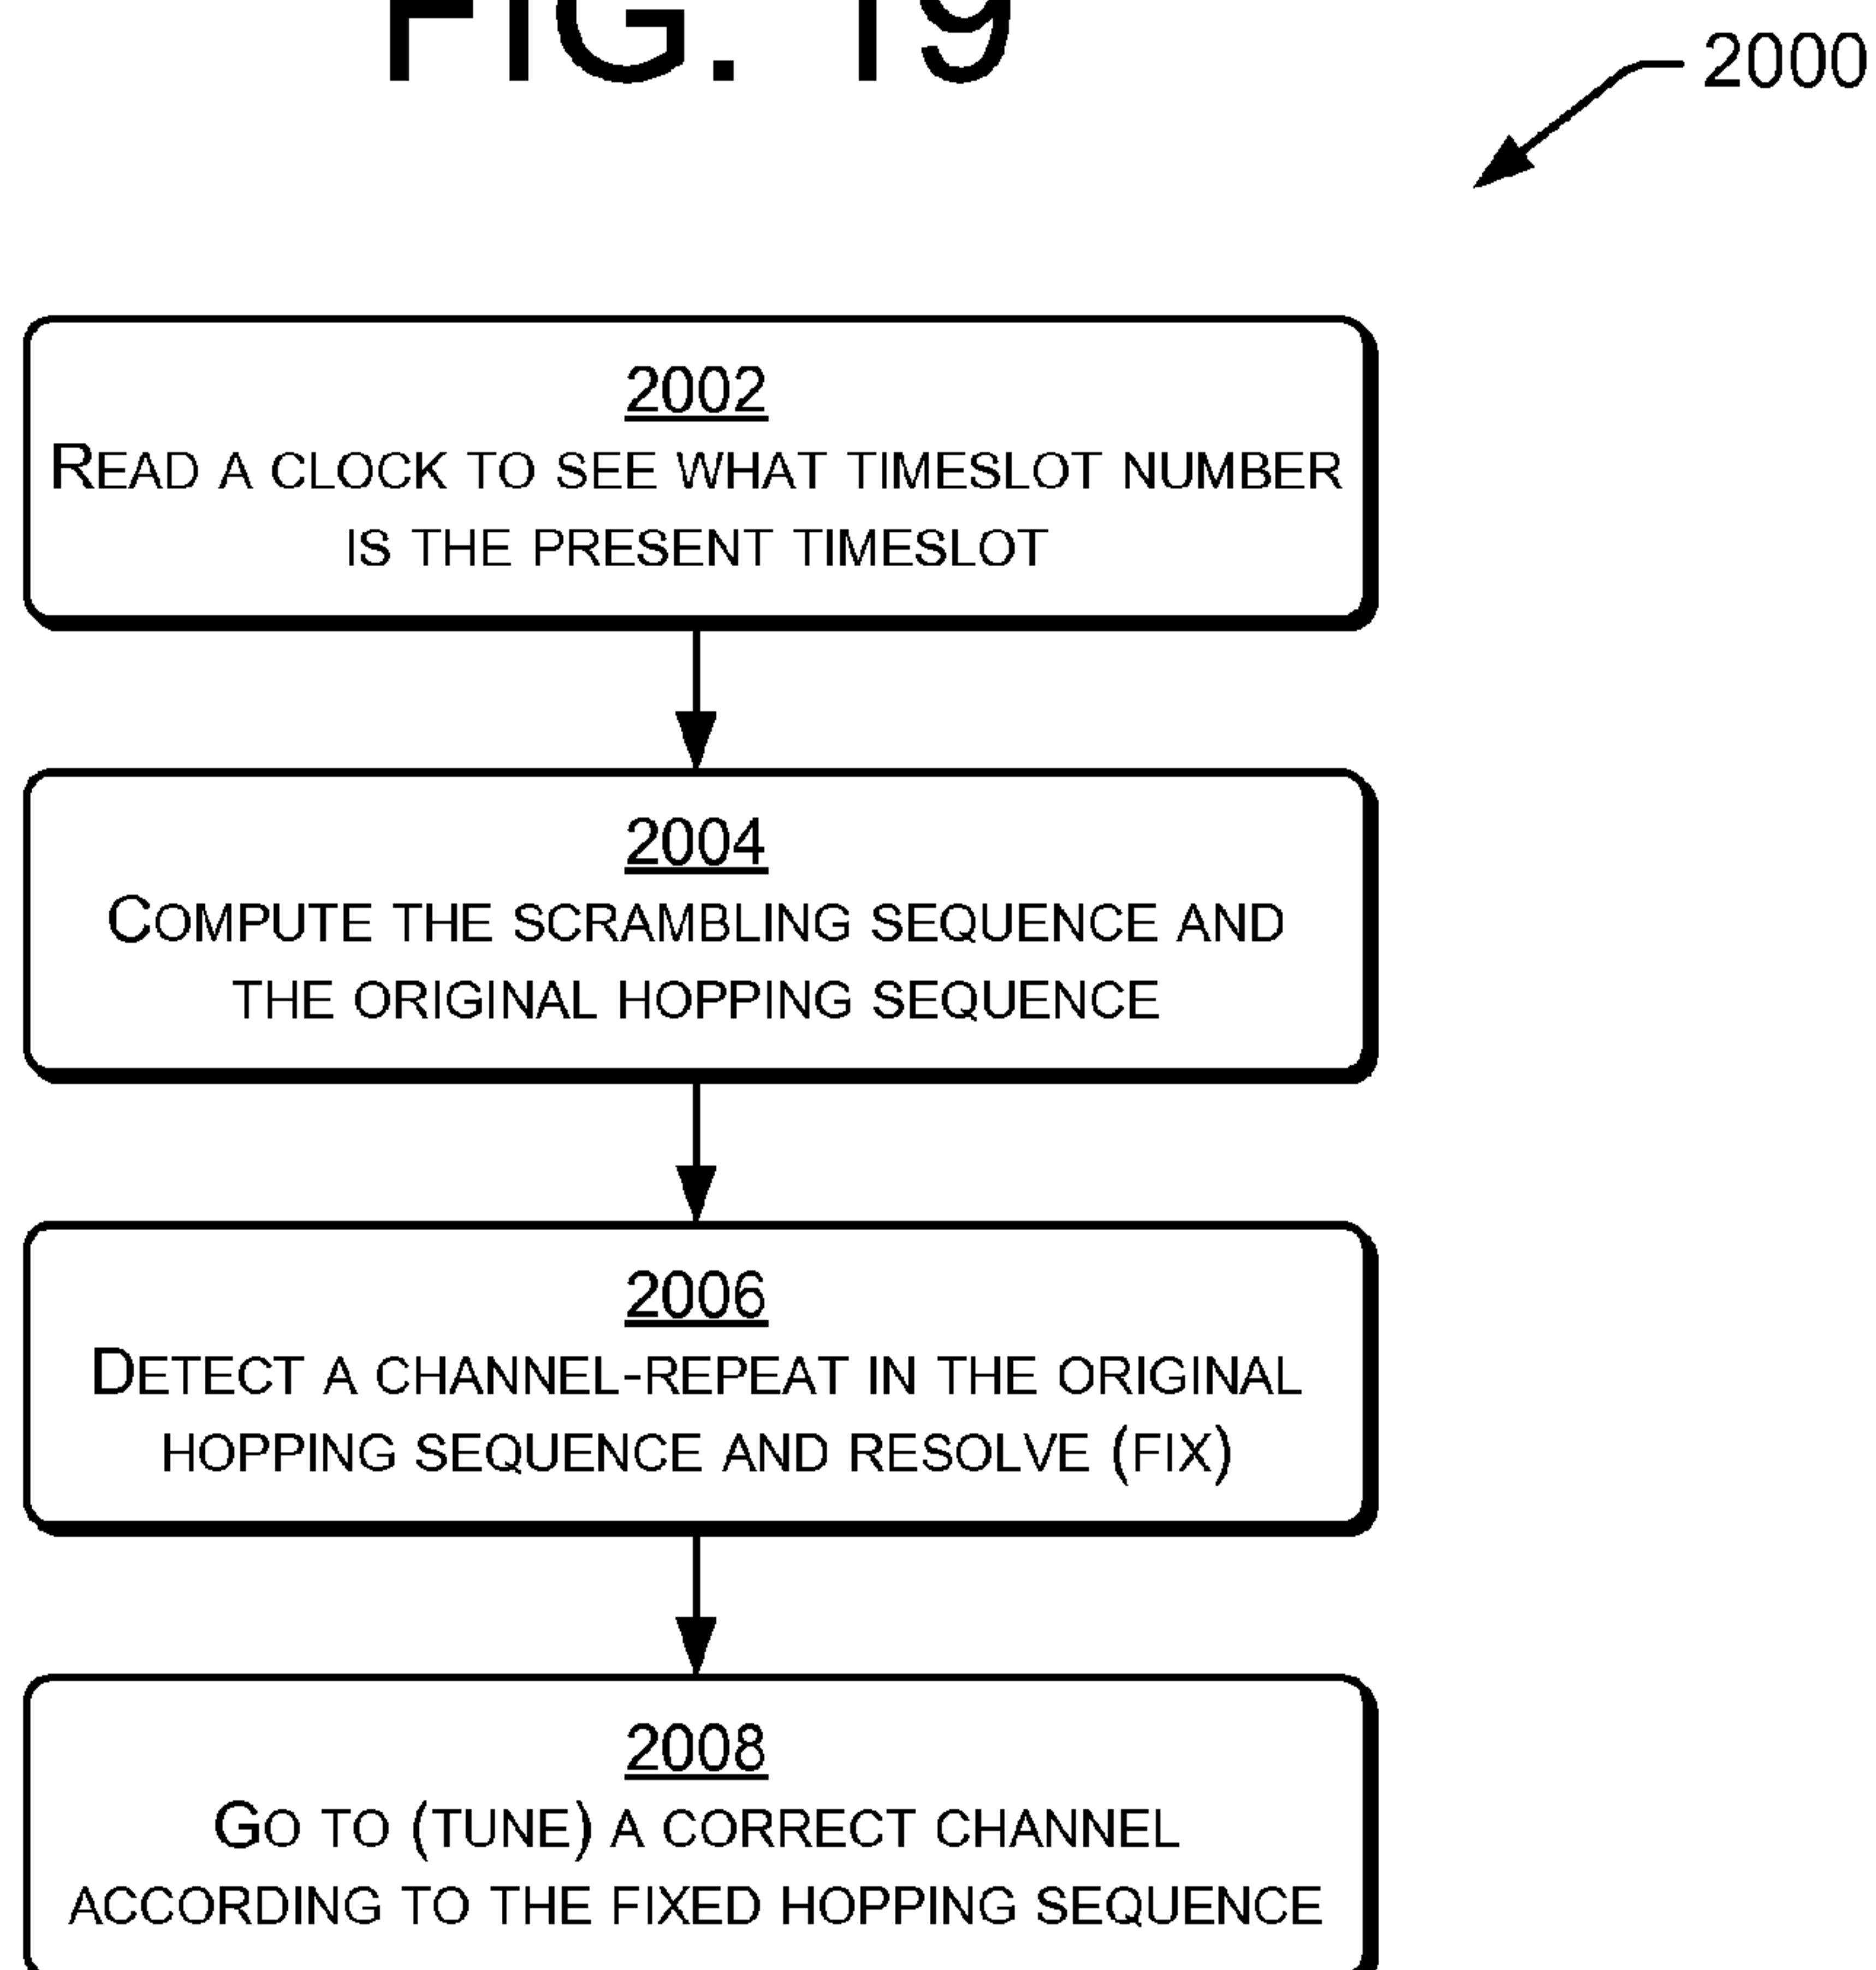 FIG. 19
2000
2002
READ A CLOCK TO SEE WHAT TIMESLOT NUMBER
IS THE PRESENT TIMESLOT
2004
COMPUTE THE SCRAMBLING SEQUENCE AND
THE ORIGINAL HOPPING SEQUENCE
2006
DETECT A CHANNEL-REPEAT IN THE ORIGINAL
HOPPING SEQUENCE AND RESOLVE (FIX)
2008
GO TO (TUNE) A CORRECT CHANNEL
ACCORDING TO THE FIXED HOPPING SEQUENCE